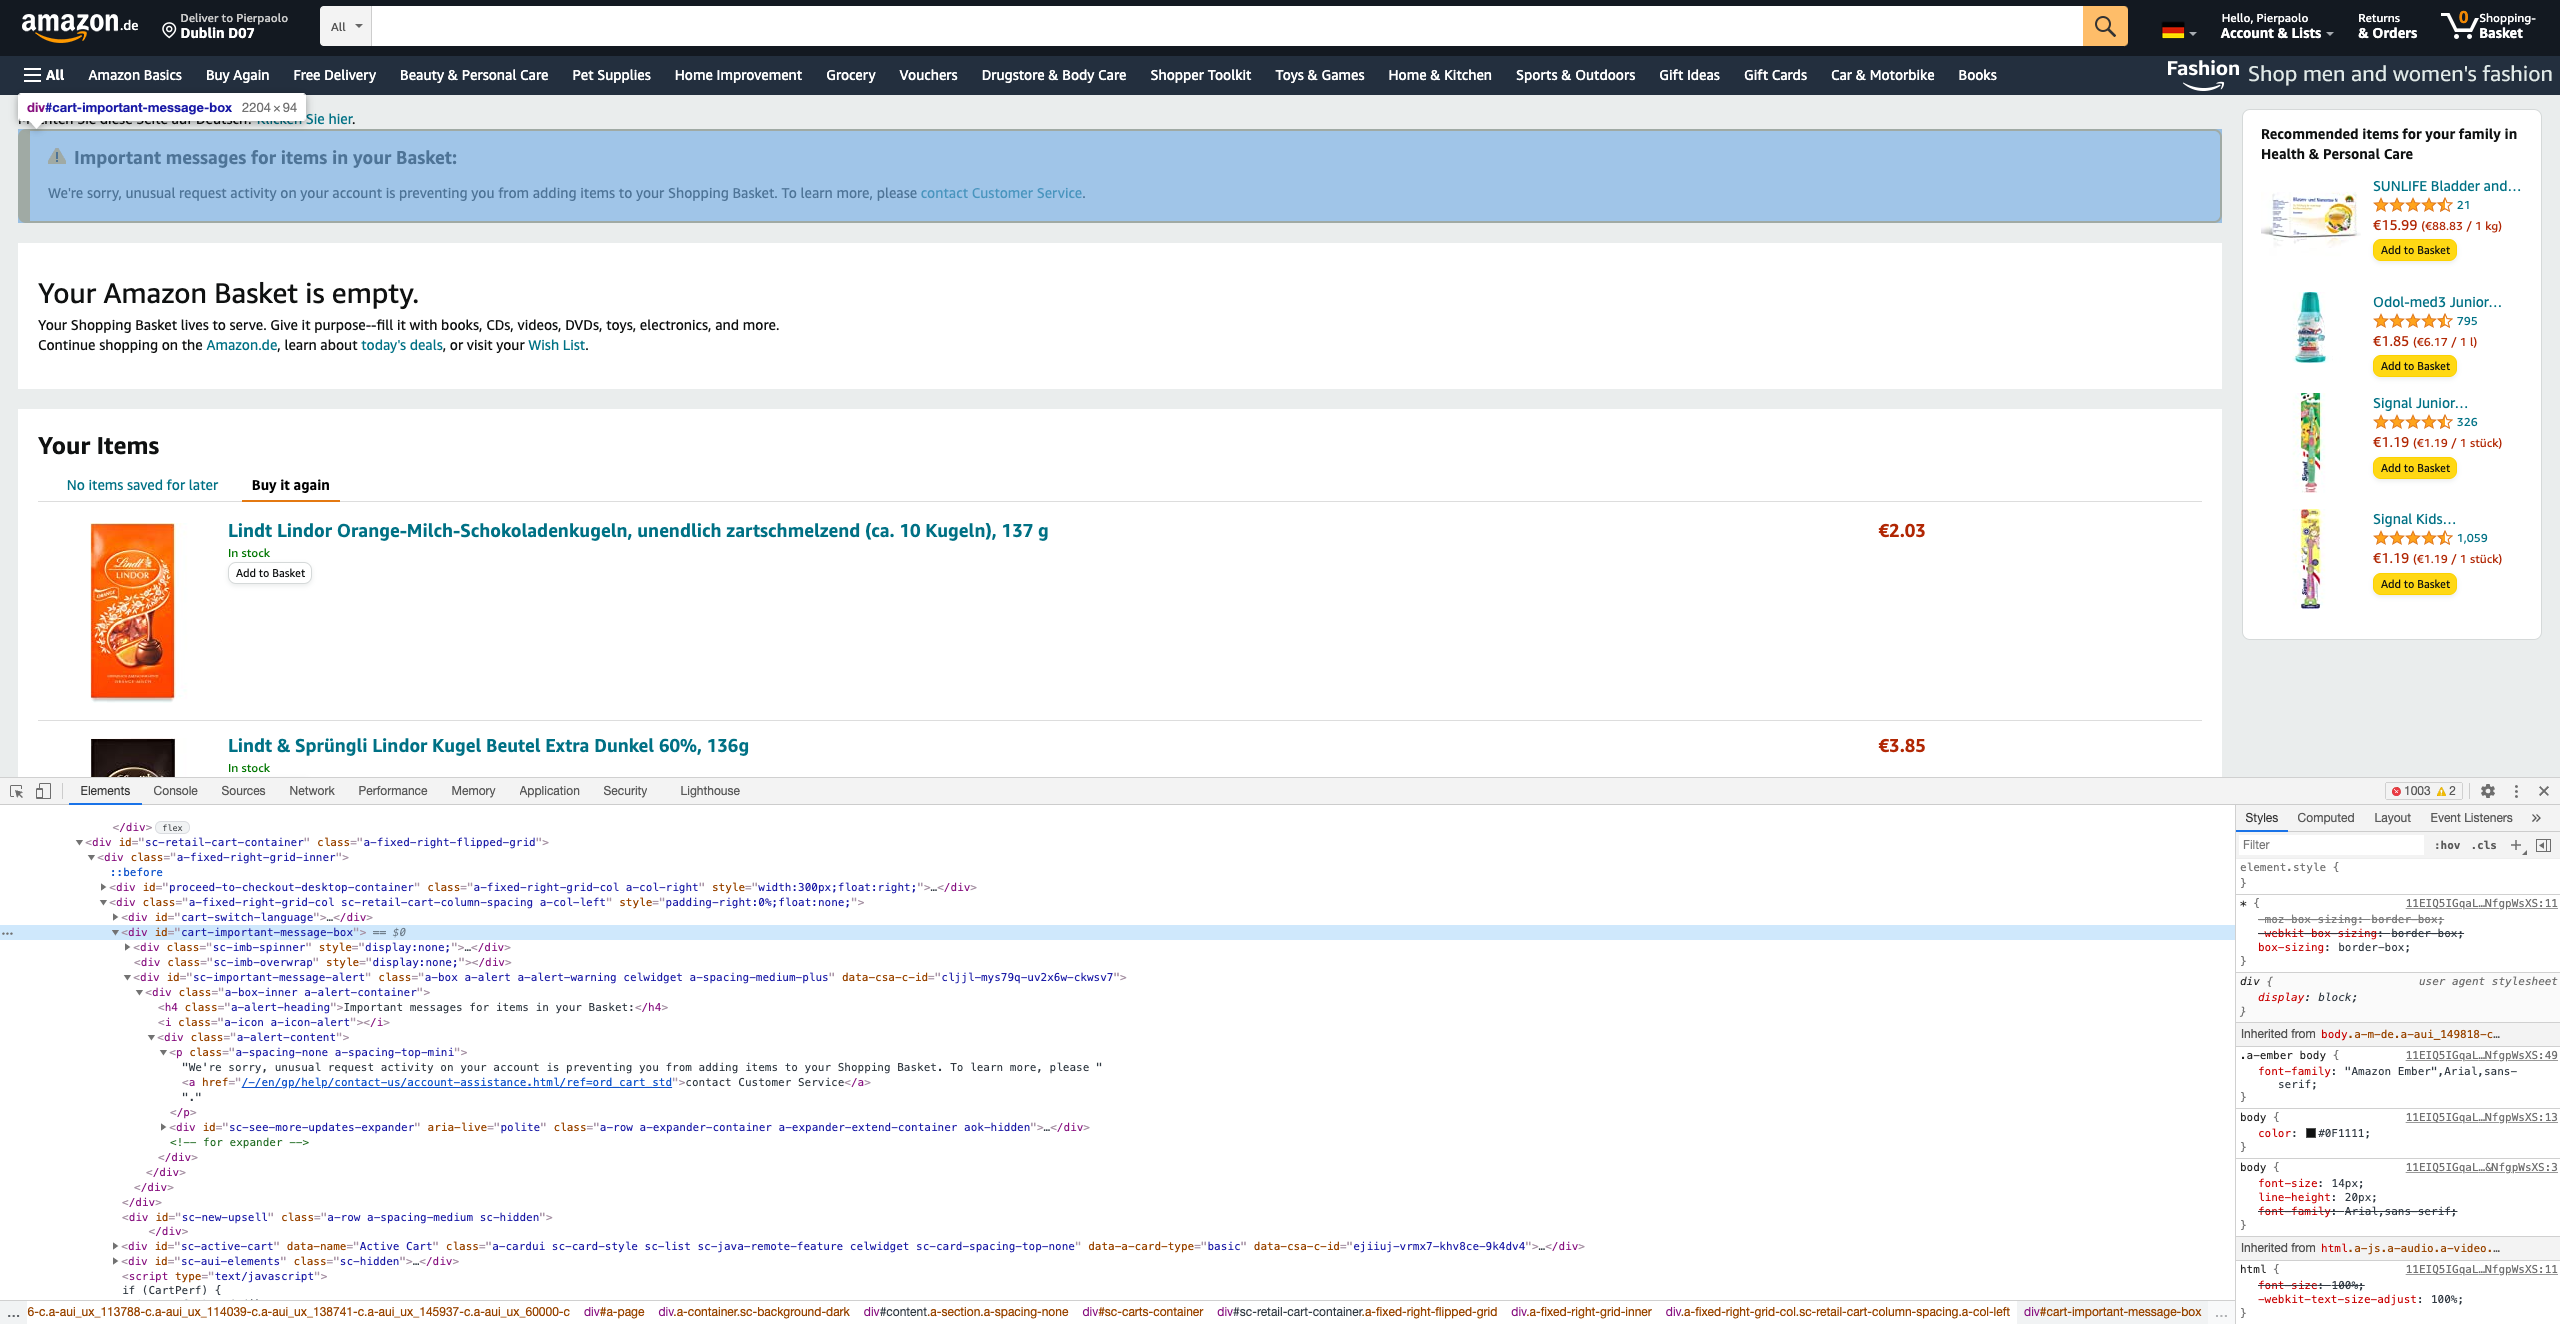 amazon.de
Deliver to Pierpaolo
Dublin D07
All
Hello, Pierpaolo
Account & Lists
Returns
& Orders
0
Shopping-
Basket
All
Amazon Basics
Buy Again
Free Delivery
Beauty & Personal Care
Pet Supplies
Home Improvement
Grocery
Vouchers
Drugstore & Body Care
Shopper Toolkit
Toys & Games
Home & Kitchen
Sports & Outdoors
Gift Ideas
Gift Cards
Car & Motorbike
Books
Fashion Shop men and women's fashion
div#cart-important-message-box 2204 × 94
Sie diese Seite auf Deutsch? Klicken Sie hier.
Important messages for items in your Basket:
We're sorry, unusual request activity on your account is preventing you from adding items to your Shopping Basket. To learn more, please contact Customer Service.
Your Amazon Basket is empty.
Your Shopping Basket lives to serve. Give it purpose--fill it with books, CDs, videos, DVDs, toys, electronics, and more.
Continue shopping on the Amazon.de, learn about today's deals, or visit your Wish List.
Your Items
No items saved for later
Buy it again
Lindt
LINDOR
ORANGE
Lindt Lindor Orange-Milch-Schokoladenkugeln, unendlich zartschmelzend (ca. 10 Kugeln), 137 g
€2.03
In stock
Add to Basket
Lindt & Sprüngli Lindor Kugel Beutel Extra Dunkel 60%, 136g
€3.85
In stock
Recommended items for your family in
Health & Personal Care
SUNLIFE Bladder and…
21
€15.99 (€88.83 / 1 kg)
Add to Basket
Odol-med3 Junior…
795
€1.85 (€6.17 / 1 l)
Add to Basket
Signal
Signal Junior…
326
€1.19 (€1.19 / 1 stück)
Add to Basket
Signal
Signal Kids…
1,059
€1.19 (€1.19 / 1 stück)
Add to Basket
Elements
Console
Sources
Network
Performance
Memory
Application
Security
Lighthouse
1003
2
</div> flex
<div id="sc-retail-cart-container" class="a-fixed-right-flipped-grid">
<div class="a-fixed-right-grid-inner">
::before
<div id="proceed-to-checkout-desktop-container" class="a-fixed-right-grid-col a-col-right" style="width:300px;float:right;">…</div>
<div class="a-fixed-right-grid-col sc-retail-cart-column-spacing a-col-left" style="padding-right:0%;float:none;">
<div id="cart-switch-language">…</div>
… <div id="cart-important-message-box"> == $0
<div class="sc-imb-spinner" style="display:none;">…</div>
<div class="sc-imb-overwrap" style="display:none;"></div>
<div id="sc-important-message-alert" class="a-box a-alert a-alert-warning celwidget a-spacing-medium-plus" data-csa-c-id="cljjl-mys79q-uv2x6w-ckwsv7">
<div class="a-box-inner a-alert-container">
<h4 class="a-alert-heading">Important messages for items in your Basket:</h4>
<i class="a-icon a-icon-alert"></i>
<div class="a-alert-content">
<p class="a-spacing-none a-spacing-top-mini">
"We're sorry, unusual request activity on your account is preventing you from adding items to your Shopping Basket. To learn more, please "
<a href="/-/en/gp/help/contact-us/account-assistance.html/ref=ord_cart_std">contact Customer Service</a>
"."
</p>
<div id="sc-see-more-updates-expander" aria-live="polite" class="a-row a-expander-container a-expander-extend-container aok-hidden">…</div>
<!-- for expander -->
</div>
</div>
</div>
</div>
<div id="sc-new-upsell" class="a-row a-spacing-medium sc-hidden">
</div>
<div id="sc-active-cart" data-name="Active Cart" class="a-cardui sc-card-style sc-list sc-java-remote-feature celwidget sc-card-spacing-top-none" data-a-card-type="basic" data-csa-c-id="ejiiuj-vrmx7-khv8ce-9k4dv4">…</div>
<div id="sc-aui-elements" class="sc-hidden">…</div>
<script type="text/javascript">
if (CartPerf) {
… 6-c.a-aui_ux_113788-c.a-aui_ux_114039-c.a-aui_ux_138741-c.a-aui_ux_145937-c.a-aui_ux_60000-c div#a-page div.a-container.sc-background-dark div#content.a-section.a-spacing-none div#sc-carts-container div#sc-retail-cart-container.a-fixed-right-flipped-grid div.a-fixed-right-grid-inner div.a-fixed-right-grid-col.sc-retail-cart-column-spacing.a-col-left div#cart-important-message-box …
Styles
Computed
Layout
Event Listeners
»
Filter
:hov .cls +
element.style {
}
* { 11EIQ5IGqaL…NfgpWsXS:11
-moz-box-sizing: border-box;
-webkit-box-sizing: border-box;
box-sizing: border-box;
}
div { user agent stylesheet
display: block;
}
Inherited from body.a-m-de.a-aui_149818-c…
.a-ember body { 11EIQ5IGqaL…NfgpWsXS:49
font-family: "Amazon Ember",Arial,sans-
serif;
}
body { 11EIQ5IGqaL…NfgpWsXS:13
color: #0F1111;
}
body { 11EIQ5IGqaL…&NfgpWsXS:3
font-size: 14px;
line-height: 20px;
font-family: Arial,sans-serif;
}
Inherited from html.a-js.a-audio.a-video.…
html { 11EIQ5IGqaL…NfgpWsXS:11
font-size: 100%;
-webkit-text-size-adjust: 100%;
}